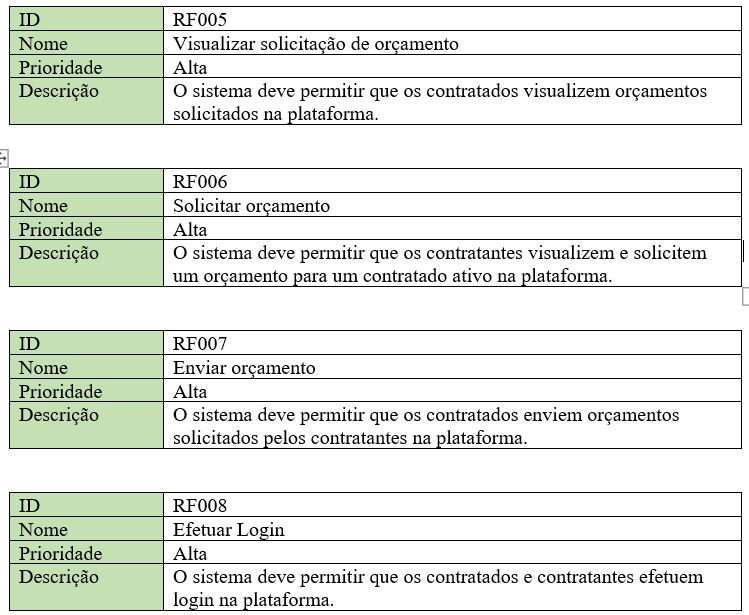 ID RF005
Nome Visualizar solicitação de orçamento
Prioridade Alta
Descrição O sistema deve permitir que os contratados visualizem orçamentos
solicitados na plataforma.
ID RF006
Nome Solicitar orçamento
Prioridade Alta
Descrição O sistema deve permitir que os contratantes visualizem e solicitem
um orçamento para um contratado ativo na plataforma.
ID RF007
Nome Enviar orçamento
Prioridade Alta
Descrição O sistema deve permitir que os contratados enviem orçamentos
solicitados pelos contratantes na plataforma.
ID RF008
Nome Efetuar Login
Prioridade Alta
Descrição O sistema deve permitir que os contratados e contratantes efetuem
login na plataforma.